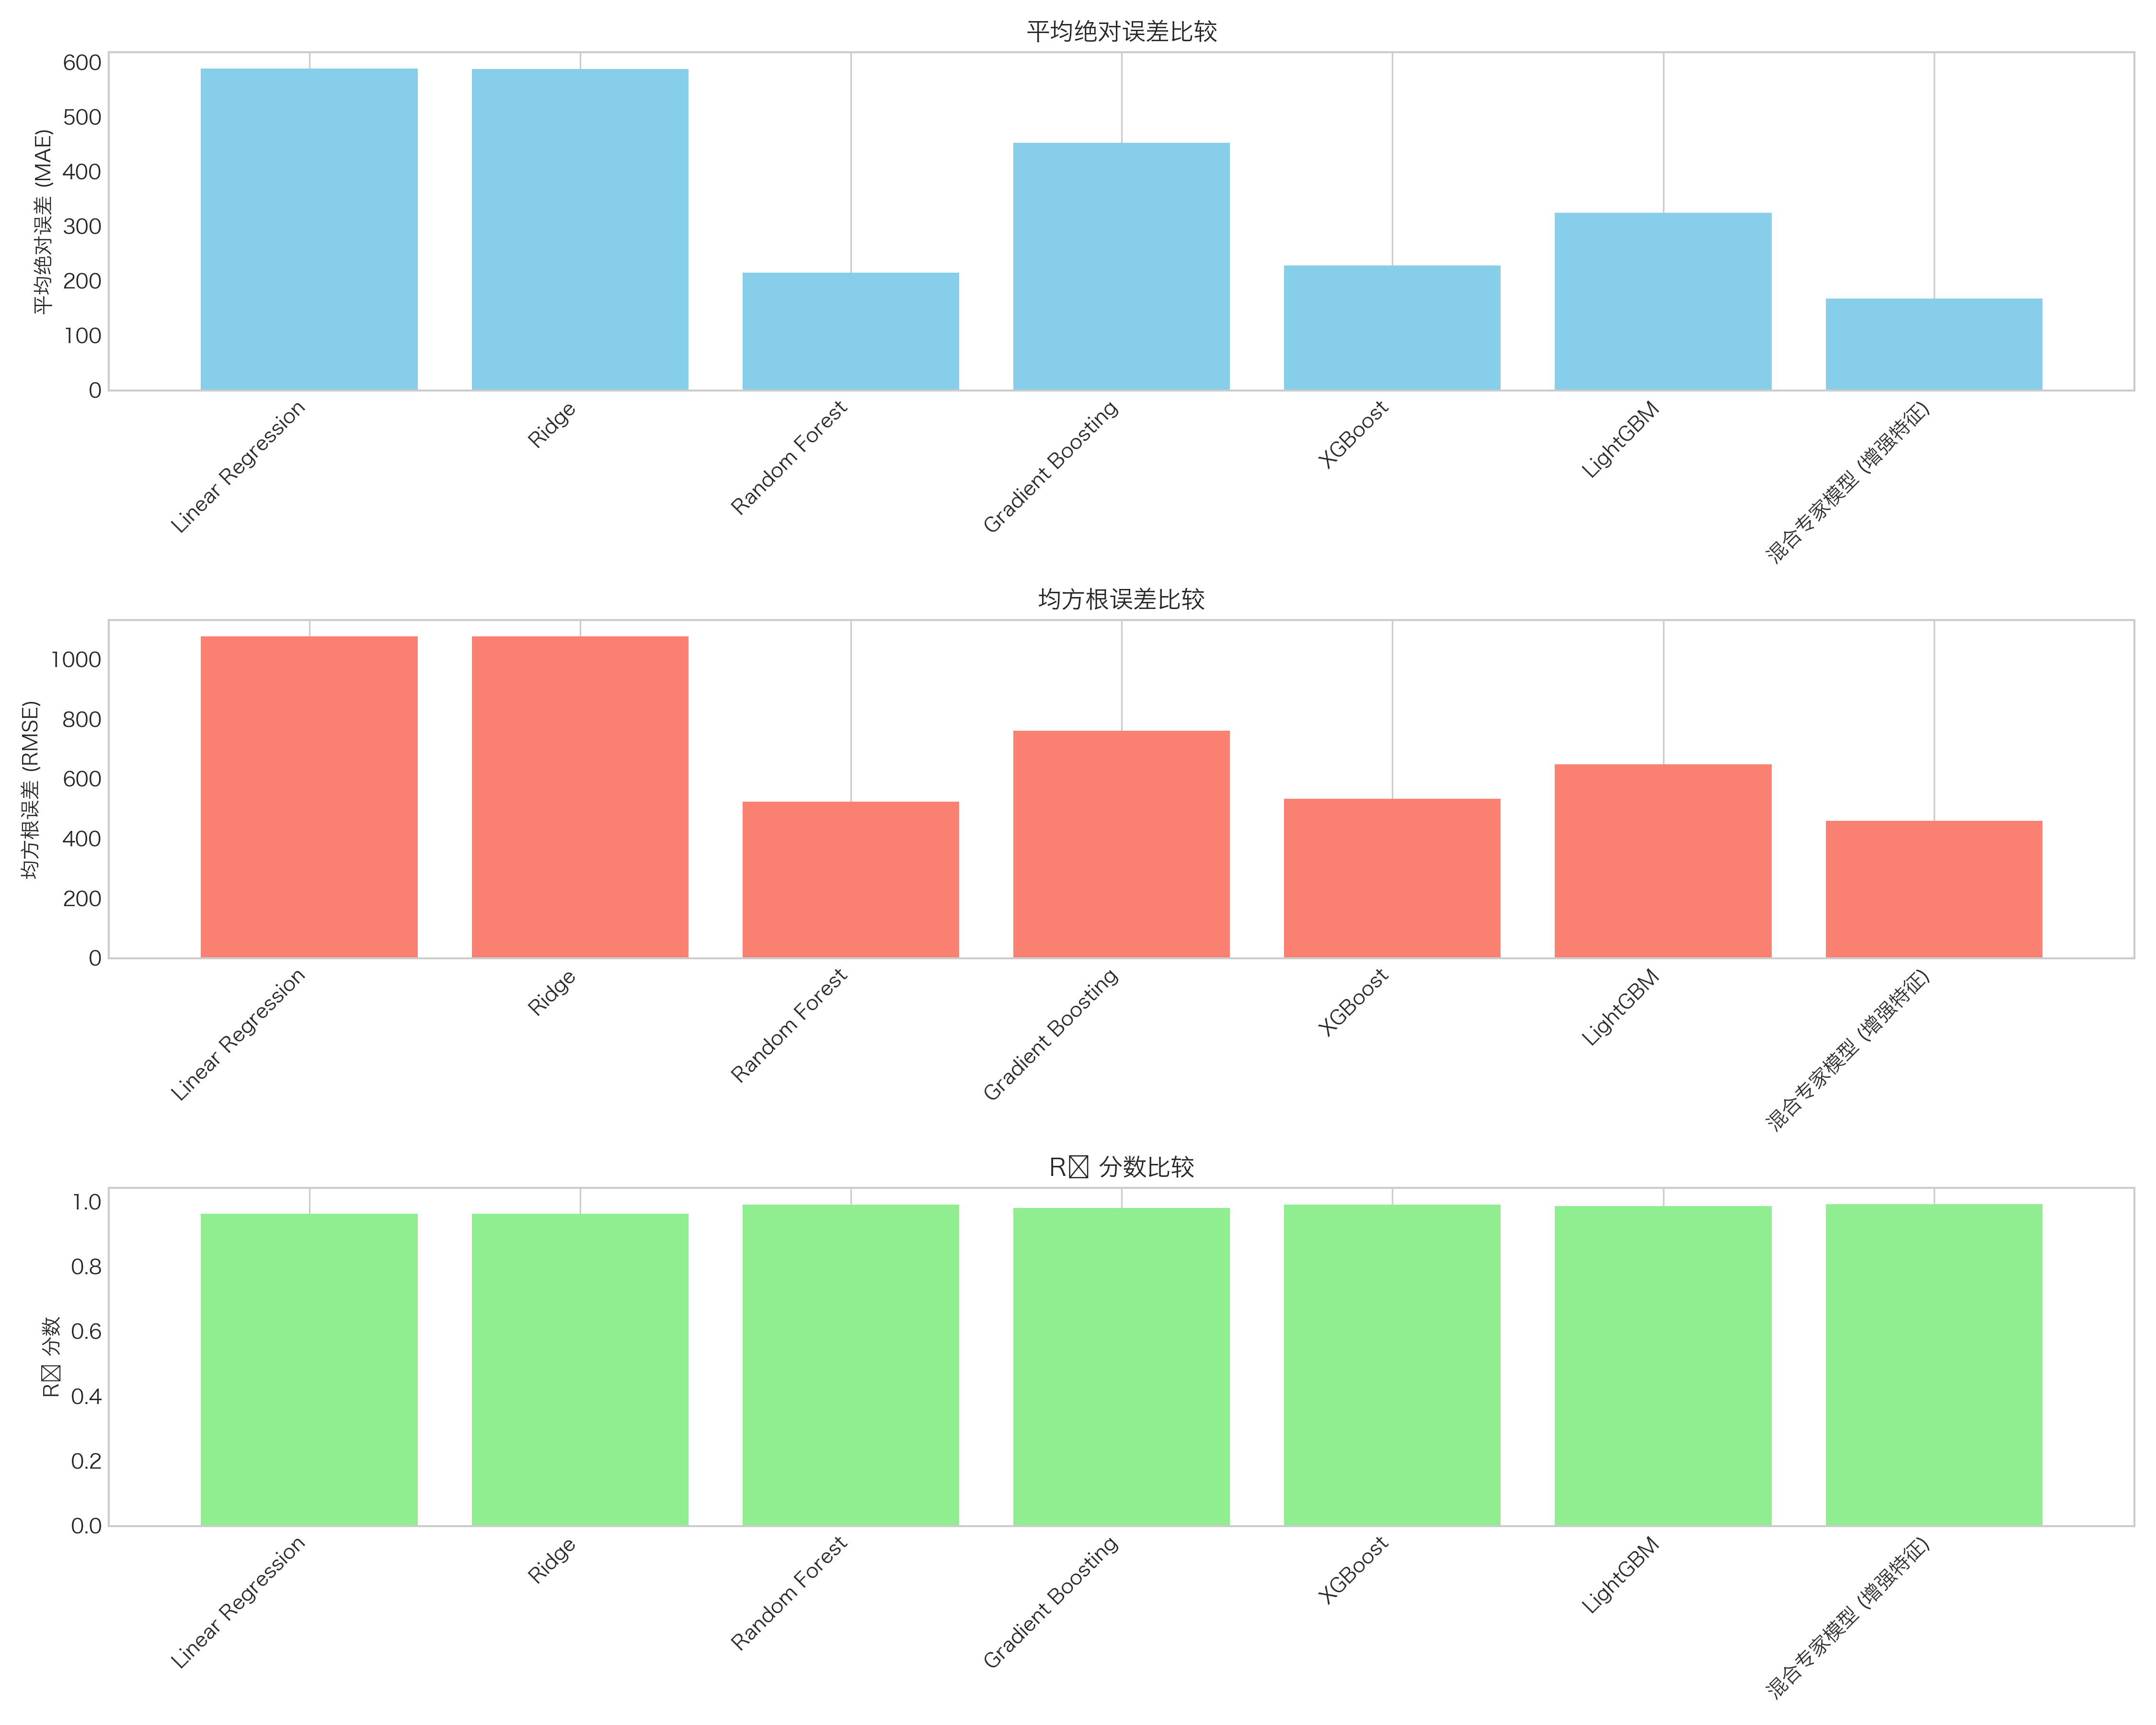 平均绝对误差比较
平均绝对误差 (MAE)
600
500
400
300
200
100
0
Linear Regression
Ridge
Random Forest
Gradient Boosting
XGBoost
LightGBM
混合专家模型 (增强特征)
均方根误差比较
均方根误差 (RMSE)
1000
800
600
400
200
0
Linear Regression
Ridge
Random Forest
Gradient Boosting
XGBoost
LightGBM
混合专家模型 (增强特征)
R 分数比较
R 分数
1.0
0.8
0.6
0.4
0.2
0.0
Linear Regression
Ridge
Random Forest
Gradient Boosting
XGBoost
LightGBM
混合专家模型 (增强特征)